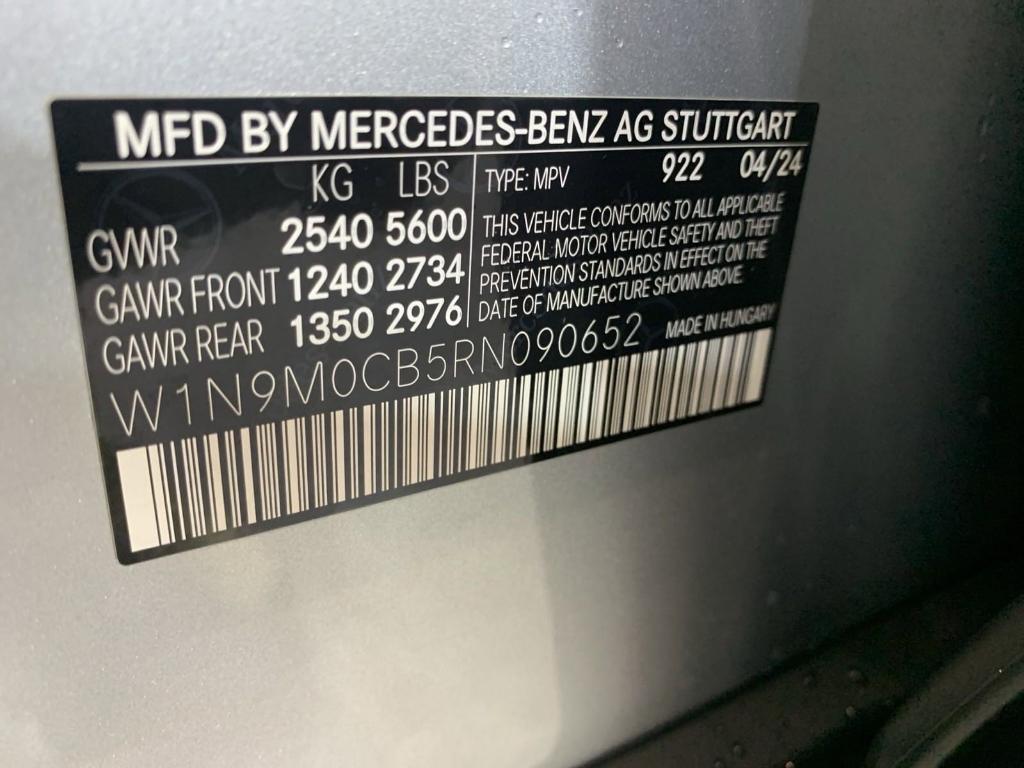 MFD BY MERCEDES-BENZ AG STUTTGART
KG LBS
GVWR 2540 5600
GAWR FRONT 1240 2734
GAWR REAR 1350 2976
TYPE: MPV 922 04/24
THIS VEHICLE CONFORMS TO ALL APPLICABLE
FEDERAL MOTOR VEHICLE SAFETY AND THEFT
PREVENTION STANDARDS IN EFFECT ON THE
DATE OF MANUFACTURE SHOWN ABOVE.
W1N9M0CB5RN090652 MADE IN HUNGARY